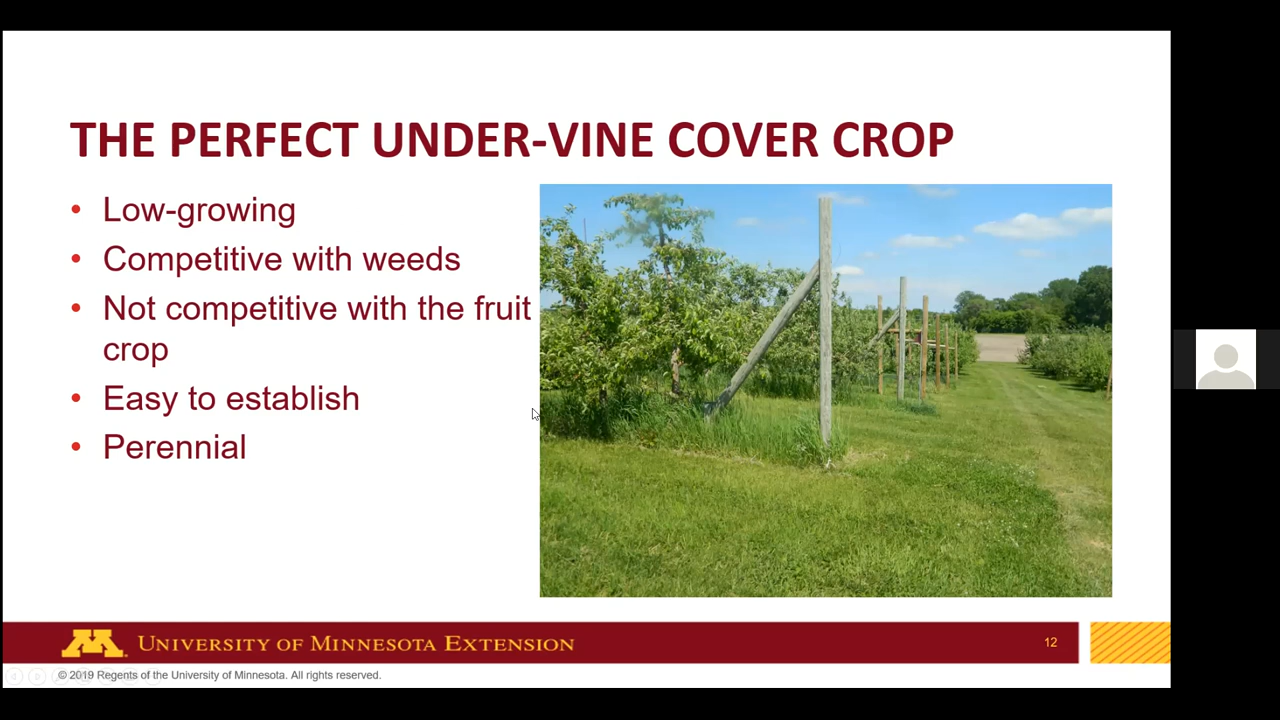 THE PERFECT UNDER-VINE COVER CROP
• Low-growing
• Competitive with weeds
• Not competitive with the fruit
crop
• Easy to establish
• Perennial
UNIVERSITY OF MINNESOTA EXTENSION
12
© 2019 Regents of the University of Minnesota. All rights reserved.